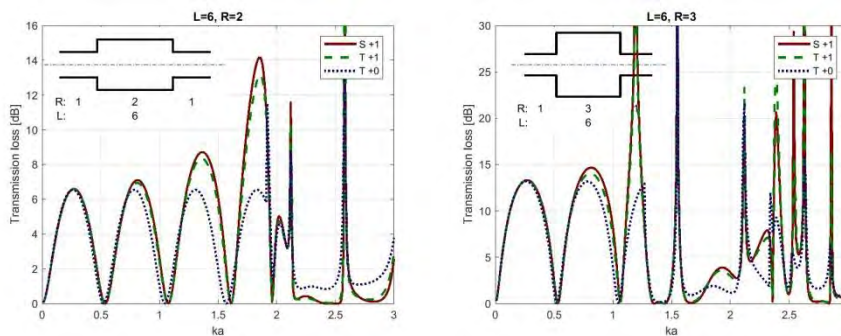 L=6, R=2
Transmission loss [dB]
16
14
12
10
8
6
4
2
0
S +1
T +1
T +0
R: 1 2 1
L: 6
0 0.5 1 1.5 2 2.5 3
ka
L=6, R=3
Transmission loss [dB]
30
25
20
15
10
5
0
S +1
T +1
T +0
R: 1 3 1
L: 6
0 0.5 1 1.5 2 2.5
ka